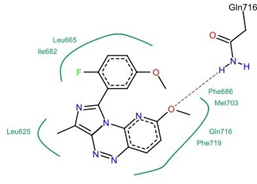 Gln716
Leu665
Ile682
F
O
H
N
H
O
Phe686
Met703
N
N
N
O
Leu625
N
N
Gln716
Phe719